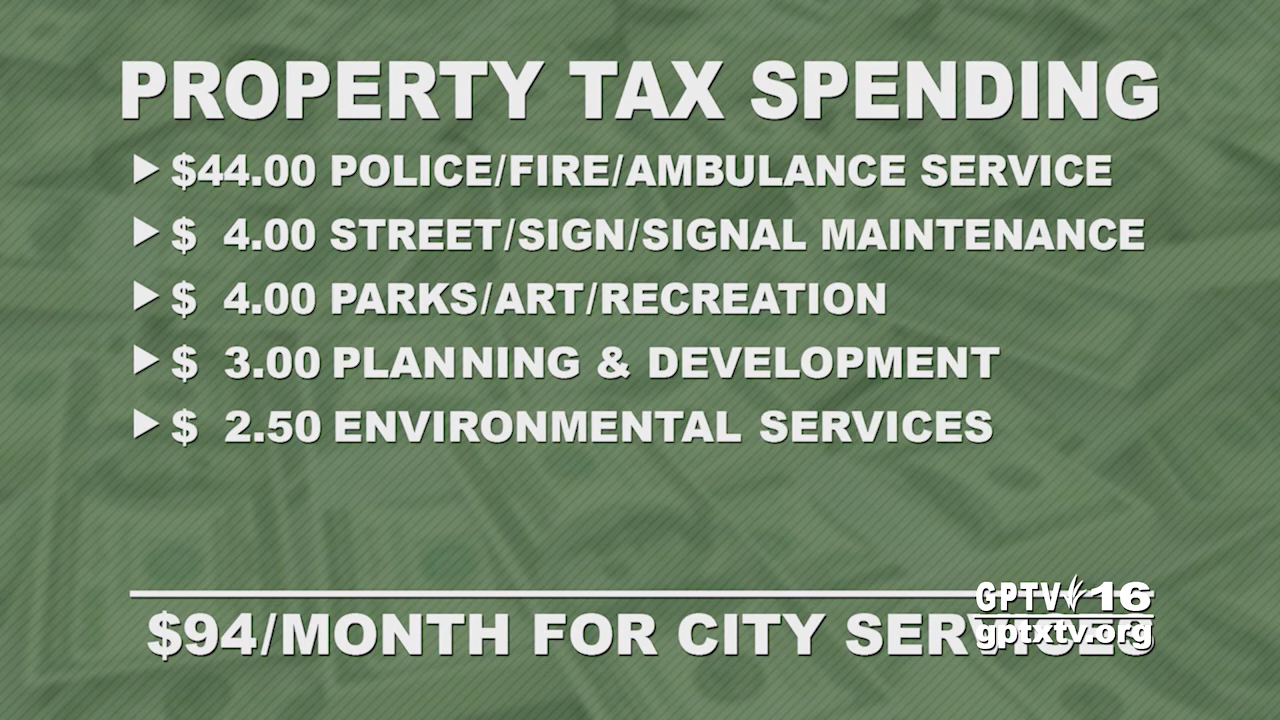 PROPERTY TAX SPENDING
$44.00 POLICE/FIRE/AMBULANCE SERVICE
$ 4.00 STREET/SIGN/SIGNAL MAINTENANCE
$ 4.00 PARKS/ART/RECREATION
$ 3.00 PLANNING & DEVELOPMENT
$ 2.50 ENVIRONMENTAL SERVICES
GPTV 16
$94/MONTH FOR CITY SERVICES
gptxtv.org